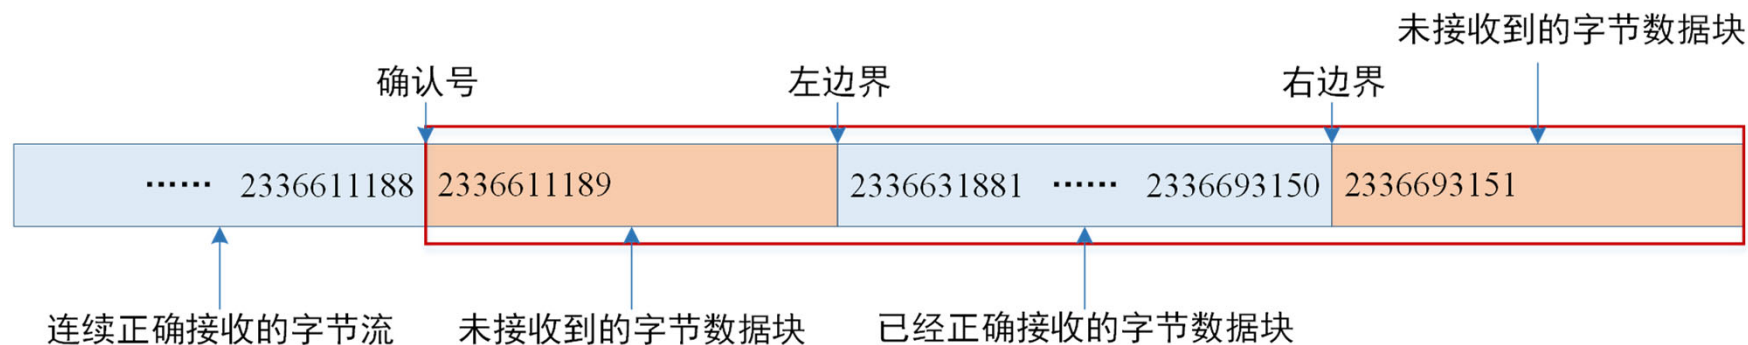 未接收到的字节数据块
确认号 左边界 右边界
…… 2336611188 2336611189 2336631881 …… 2336693150 2336693151
连续正确接收的字节流 未接收到的字节数据块 已经正确接收的字节数据块